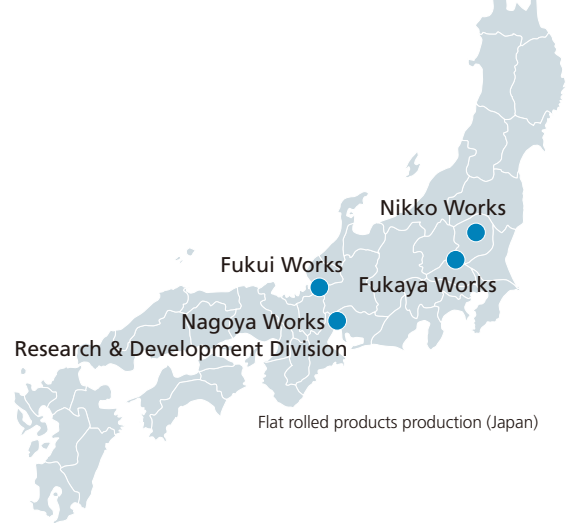 Nikko Works
Fukui Works
Fukaya Works
Nagoya Works
Research & Development Division
Flat rolled products production (Japan)